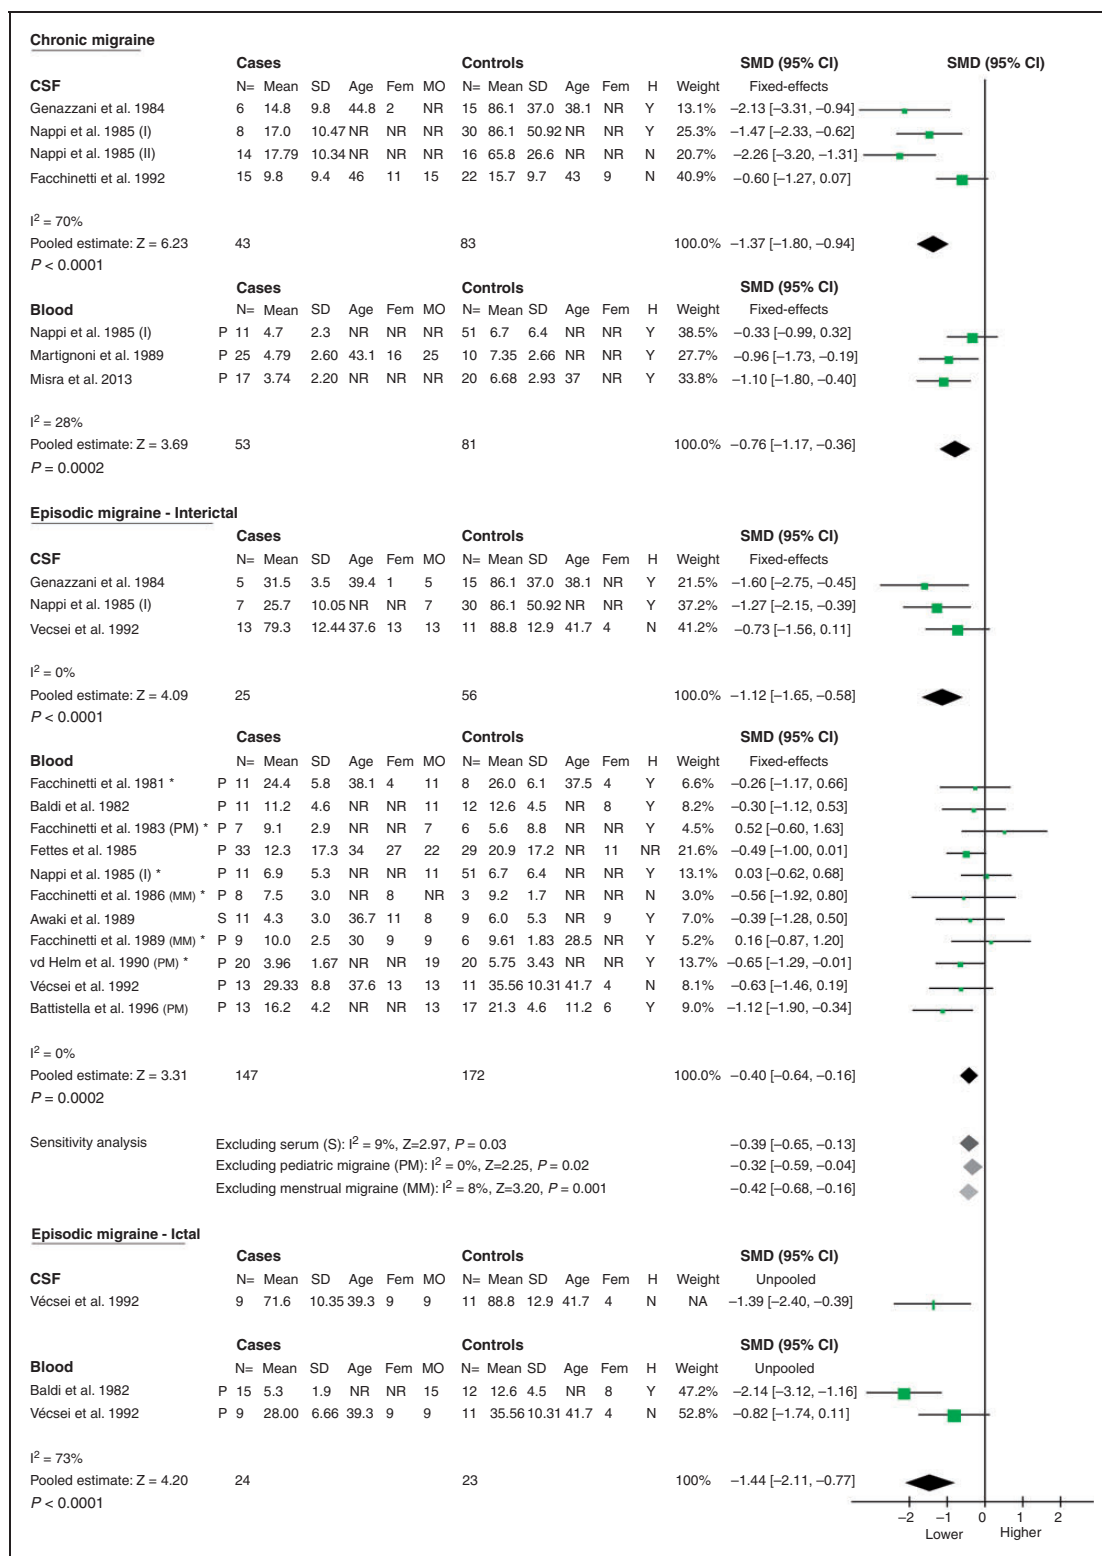 Chronic migraine
Cases Controls SMD (95% CI) SMD (95% CI)
CSF N= Mean SD Age Fem MO N= Mean SD Age Fem H Weight Fixed-effects
Genazzani et al. 1984 6 14.8 9.8 44.8 2 NR 15 86.1 37.0 38.1 NR Y 13.1% −2.13 [−3.31, −0.94]
Nappi et al. 1985 (I) 8 17.0 10.47 NR NR NR 30 86.1 50.92 NR NR Y 25.3% −1.47 [−2.33, −0.62]
Nappi et al. 1985 (II) 14 17.79 10.34 NR NR NR 16 65.8 26.6 NR NR N 20.7% −2.26 [−3.20, −1.31]
Facchinetti et al. 1992 15 9.8 9.4 46 11 15 22 15.7 9.7 43 9 N 40.9% −0.60 [−1.27, 0.07]
I² = 70%
Pooled estimate: Z = 6.23 43 83 100.0% −1.37 [−1.80, −0.94]
P < 0.0001
Cases Controls SMD (95% CI)
Blood N= Mean SD Age Fem MO N= Mean SD Age Fem H Weight Fixed-effects
Nappi et al. 1985 (I) P 11 4.7 2.3 NR NR NR 51 6.7 6.4 NR NR Y 38.5% −0.33 [−0.99, 0.32]
Martignoni et al. 1989 P 25 4.79 2.60 43.1 16 25 10 7.35 2.66 NR NR Y 27.7% −0.96 [−1.73, −0.19]
Misra et al. 2013 P 17 3.74 2.20 NR NR NR 20 6.68 2.93 37 NR Y 33.8% −1.10 [−1.80, −0.40]
I² = 28%
Pooled estimate: Z = 3.69 53 81 100.0% −0.76 [−1.17, −0.36]
P = 0.0002
Episodic migraine - Interictal
Cases Controls SMD (95% CI)
CSF N= Mean SD Age Fem MO N= Mean SD Age Fem H Weight Fixed-effects
Genazzani et al. 1984 5 31.5 3.5 39.4 1 5 15 86.1 37.0 38.1 NR Y 21.5% −1.60 [−2.75, −0.45]
Nappi et al. 1985 (I) 7 25.7 10.05 NR NR 7 30 86.1 50.92 NR NR Y 37.2% −1.27 [−2.15, −0.39]
Vecsei et al. 1992 13 79.3 12.44 37.6 13 13 11 88.8 12.9 41.7 4 N 41.2% −0.73 [−1.56, 0.11]
I² = 0%
Pooled estimate: Z = 4.09 25 56 100.0% −1.12 [−1.65, −0.58]
P < 0.0001
Cases Controls SMD (95% CI)
Blood N= Mean SD Age Fem MO N= Mean SD Age Fem H Weight Fixed-effects
Facchinetti et al. 1981 * P 11 24.4 5.8 38.1 4 11 8 26.0 6.1 37.5 4 Y 6.6% −0.26 [−1.17, 0.66]
Baldi et al. 1982 P 11 11.2 4.6 NR NR 11 12 12.6 4.5 NR 8 Y 8.2% −0.30 [−1.12, 0.53]
Facchinetti et al. 1983 (PM) * P 7 9.1 2.9 NR NR 7 6 5.6 8.8 NR NR Y 4.5% 0.52 [−0.60, 1.63]
Fettes et al. 1985 P 33 12.3 17.3 34 27 22 29 20.9 17.2 NR 11 NR 21.6% −0.49 [−1.00, 0.01]
Nappi et al. 1985 (I) * P 11 6.9 5.3 NR NR 11 51 6.7 6.4 NR NR Y 13.1% 0.03 [−0.62, 0.68]
Facchinetti et al. 1986 (MM) * P 8 7.5 3.0 NR 8 NR 3 9.2 1.7 NR NR N 3.0% −0.56 [−1.92, 0.80]
Awaki et al. 1989 S 11 4.3 3.0 36.7 11 8 9 6.0 5.3 NR 9 Y 7.0% −0.39 [−1.28, 0.50]
Facchinetti et al. 1989 (MM) * P 9 10.0 2.5 30 9 9 6 9.61 1.83 28.5 NR Y 5.2% 0.16 [−0.87, 1.20]
vd Helm et al. 1990 (PM) * P 20 3.96 1.67 NR NR 19 20 5.75 3.43 NR NR Y 13.7% −0.65 [−1.29, −0.01]
Vécsei et al. 1992 P 13 29.33 8.8 37.6 13 13 11 35.56 10.31 41.7 4 N 8.1% −0.63 [−1.46, 0.19]
Battistella et al. 1996 (PM) P 13 16.2 4.2 NR NR 13 17 21.3 4.6 11.2 6 Y 9.0% −1.12 [−1.90, −0.34]
I² = 0%
Pooled estimate: Z = 3.31 147 172 100.0% −0.40 [−0.64, −0.16]
P = 0.0002
Sensitivity analysis Excluding serum (S): I² = 9%, Z=2.97, P = 0.03 −0.39 [−0.65, −0.13]
Excluding pediatric migraine (PM): I² = 0%, Z=2.25, P = 0.02 −0.32 [−0.59, −0.04]
Excluding menstrual migraine (MM): I² = 8%, Z=3.20, P = 0.001 −0.42 [−0.68, −0.16]
Episodic migraine - Ictal
Cases Controls SMD (95% CI)
CSF N= Mean SD Age Fem MO N= Mean SD Age Fem H Weight Unpooled
Vécsei et al. 1992 9 71.6 10.35 39.3 9 9 11 88.8 12.9 41.7 4 N NA −1.39 [−2.40, −0.39]
Cases Controls SMD (95% CI)
Blood N= Mean SD Age Fem MO N= Mean SD Age Fem H Weight Unpooled
Baldi et al. 1982 P 15 5.3 1.9 NR NR 15 12 12.6 4.5 NR 8 Y 47.2% −2.14 [−3.12, −1.16]
Vécsei et al. 1992 P 9 28.00 6.66 39.3 9 9 11 35.56 10.31 41.7 4 N 52.8% −0.82 [−1.74, 0.11]
I² = 73%
Pooled estimate: Z = 4.20 24 23 100% −1.44 [−2.11, −0.77]
P < 0.0001
−2 −1 0 1 2
Lower Higher